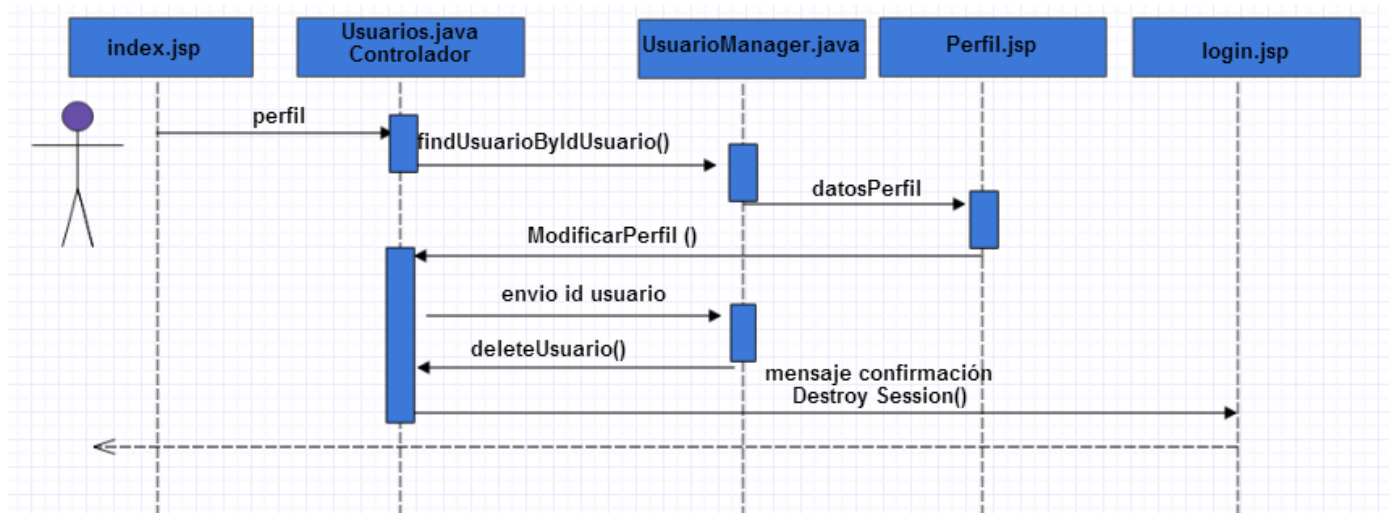 index.jsp
Usuarios.java
Controlador
UsuarioManager.java
Perfil.jsp
login.jsp
perfil
findUsuarioByIdUsuario()
datosPerfil
ModificarPerfil ()
envio id usuario
deleteUsuario()
mensaje confirmación
Destroy Session()